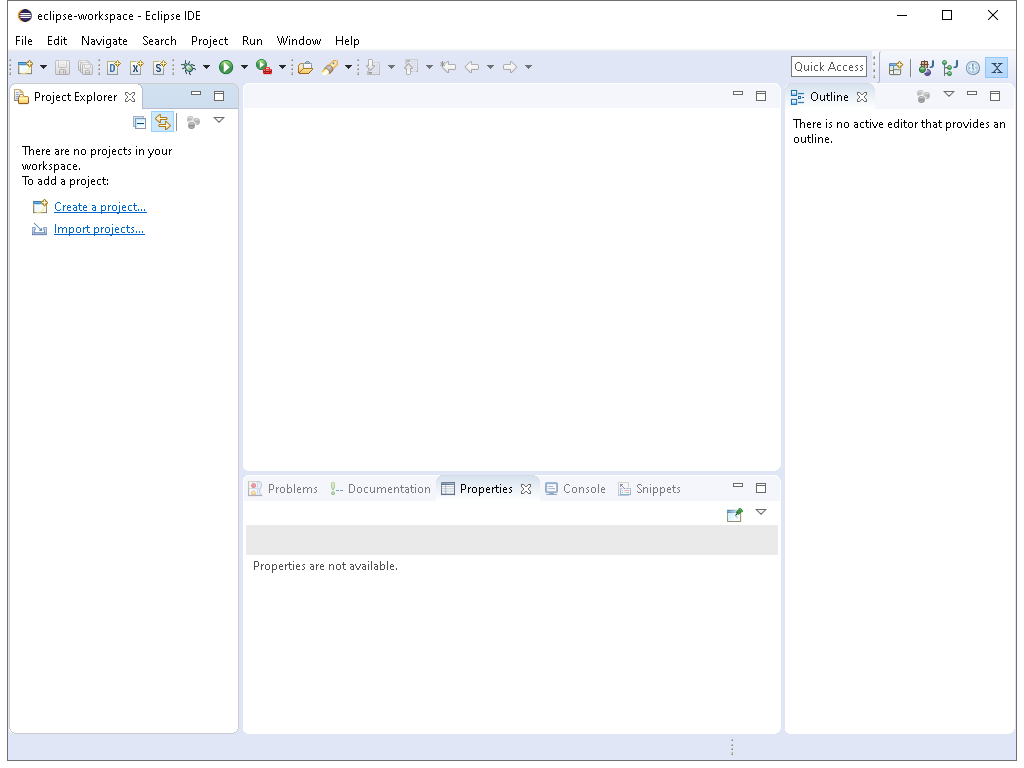 eclipse-workspace - Eclipse IDE
File Edit Navigate Search Project Run Window Help
Quick Access
Project Explorer
There are no projects in your
workspace.
To add a project:
Create a project...
Import projects...
Outline
There is no active editor that provides an
outline.
Problems Documentation Properties Console Snippets
Properties are not available.